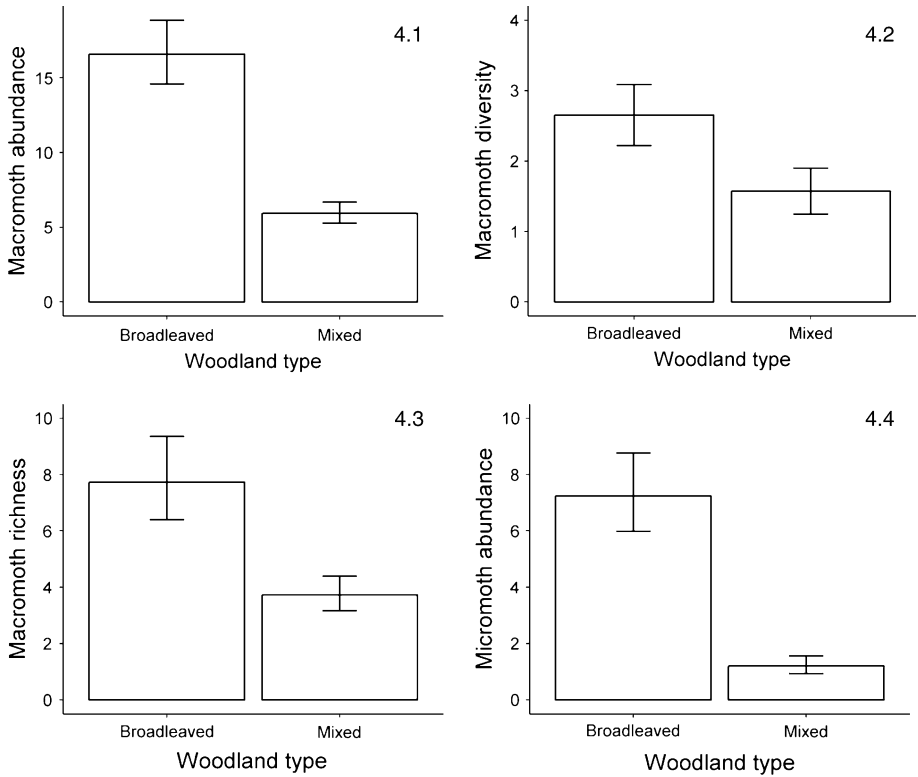 4.1
Macromoth abundance
15
10
5
0
Broadleaved Mixed
Woodland type
4.2
Macromoth diversity
4
3
2
1
0
Broadleaved Mixed
Woodland type
4.3
Macromoth richness
10
8
6
4
2
0
Broadleaved Mixed
Woodland type
4.4
Micromoth abundance
10
8
6
4
2
0
Broadleaved Mixed
Woodland type